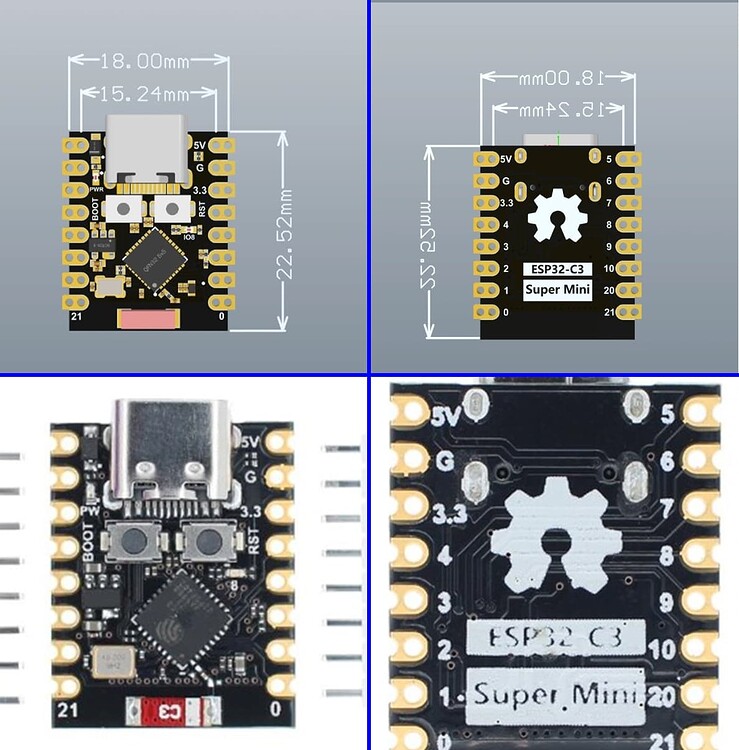 18.00mm
15.24mm
5V
G
PWR 3.3
BOOT RST
IO8
22.52mm
21 0
18.00mm
15.24mm
5V 5
G 6
3.3 7
4 8
3 9
2 ESP32-C3 10
1 Super Mini 20
0 21
22.52mm
5V
G
PW 3.3
BOOT RST
8
C3
21 0
5V 5
G 6
3.3 7
4 8
3 9
2 ESP32-C3 10
1 Super Mini 20
0 21